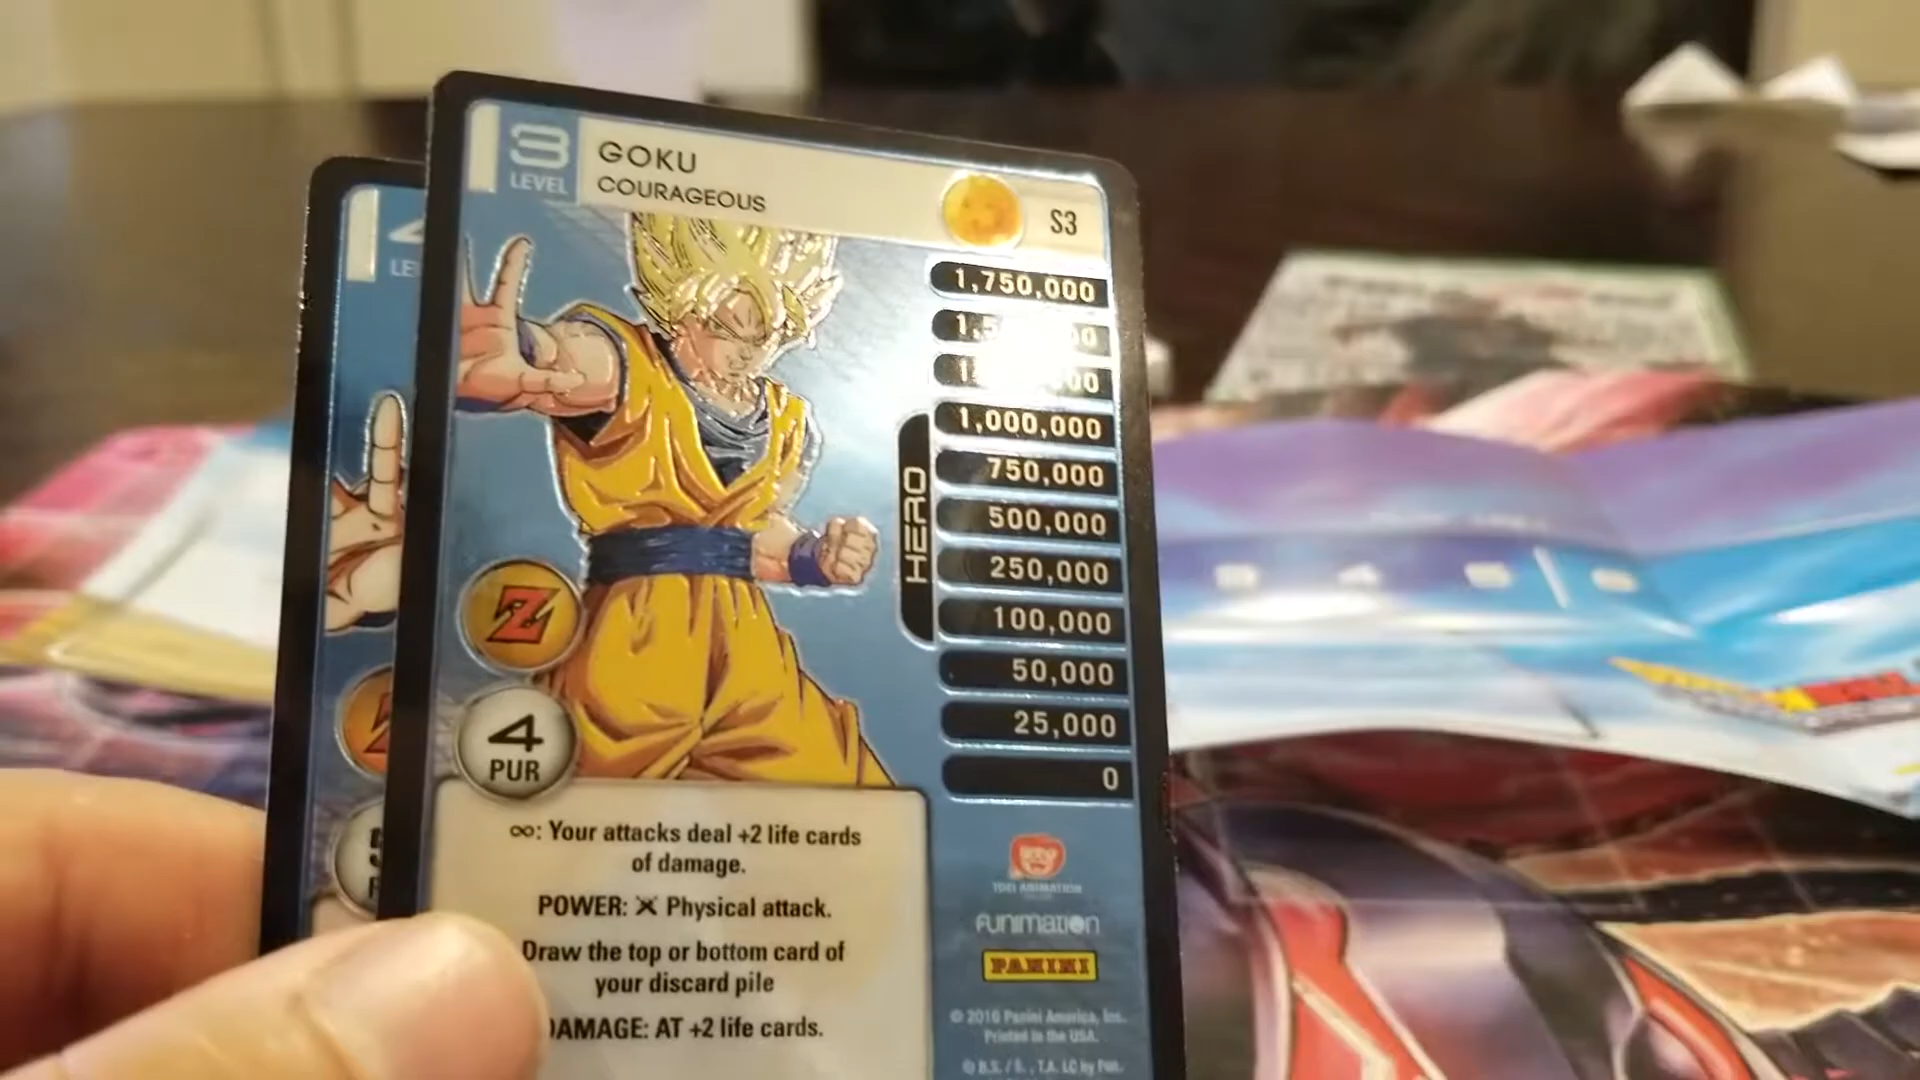 3
LEVEL
GOKU
COURAGEOUS
S3
1,750,000
1,000,000
750,000
500,000
250,000
100,000
50,000
25,000
0
HERO
Z
4
PUR
∞: Your attacks deal +2 life cards
of damage.
POWER: Physical attack.
Draw the top or bottom card of
your discard pile
DAMAGE: AT +2 life cards.
TOEI ANIMATION
FUNIMATION
PANINI
© 2016 Panini America, Inc.
Printed in the USA.
© B.S. / S., T.A. LC by Fun.